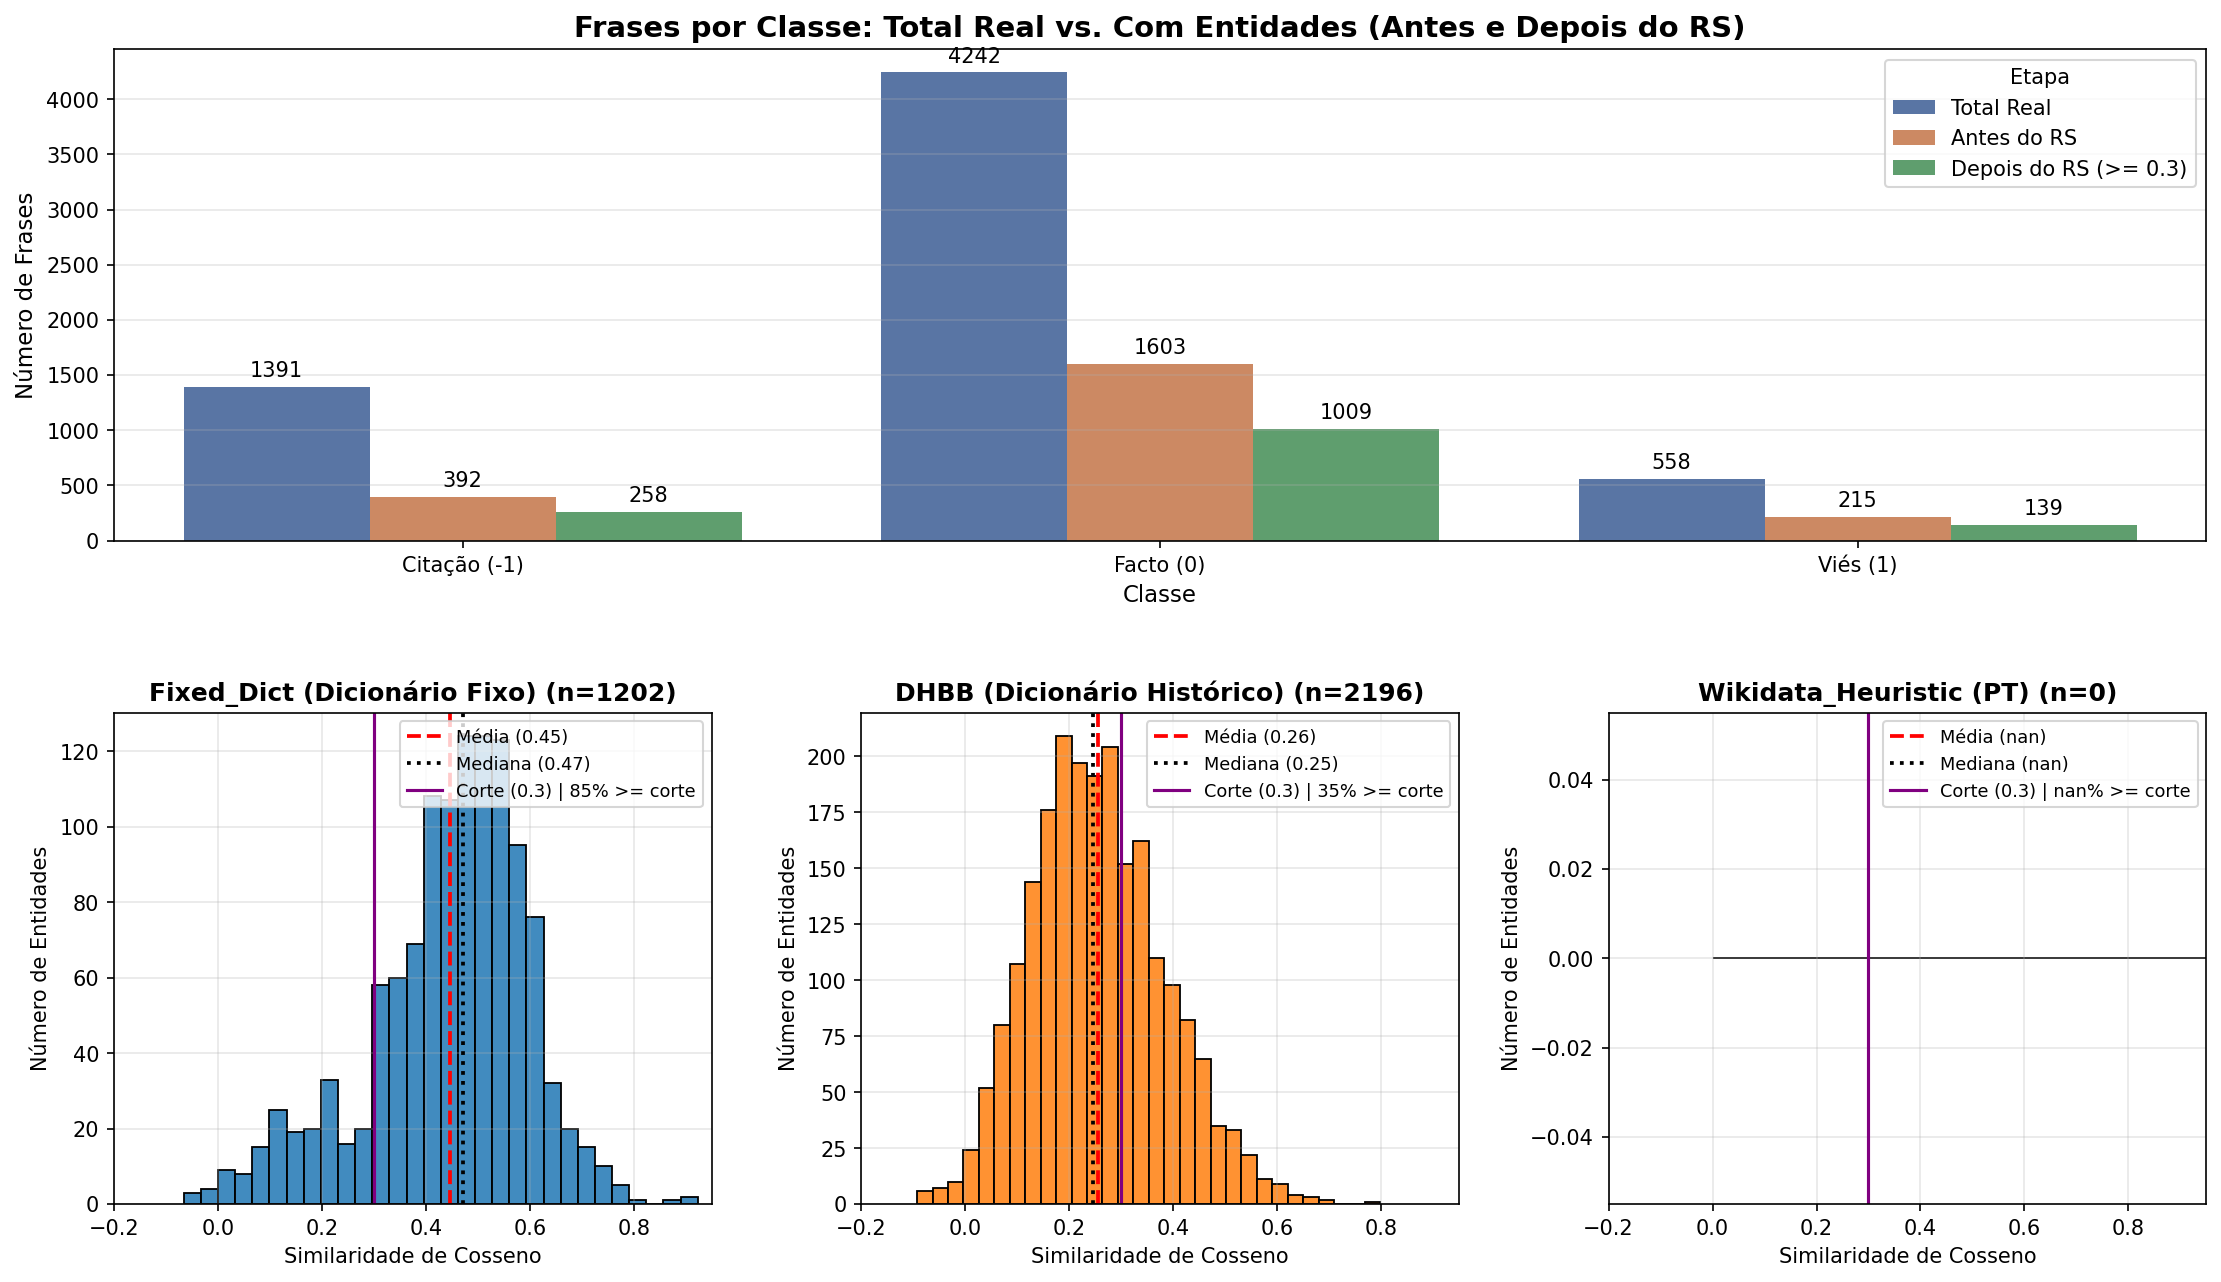 Frases por Classe: Total Real vs. Com Entidades (Antes e Depois do RS)
Número de Frases
4000
3500
3000
2500
2000
1500
1000
500
0
1391
392
258
4242
1603
1009
558
215
139
Etapa
Total Real
Antes do RS
Depois do RS (>= 0.3)
Citação (-1)
Facto (0)
Viés (1)
Classe
Fixed_Dict (Dicionário Fixo) (n=1202)
Número de Entidades
120
100
80
60
40
20
0
Média (0.45)
Mediana (0.47)
Corte (0.3) | 85% >= corte
−0.2 0.0 0.2 0.4 0.6 0.8
Similaridade de Cosseno
DHBB (Dicionário Histórico) (n=2196)
Número de Entidades
200
175
150
125
100
75
50
25
0
Média (0.26)
Mediana (0.25)
Corte (0.3) | 35% >= corte
−0.2 0.0 0.2 0.4 0.6 0.8
Similaridade de Cosseno
Wikidata_Heuristic (PT) (n=0)
Número de Entidades
0.04
0.02
0.00
−0.02
−0.04
Média (nan)
Mediana (nan)
Corte (0.3) | nan% >= corte
−0.2 0.0 0.2 0.4 0.6 0.8
Similaridade de Cosseno